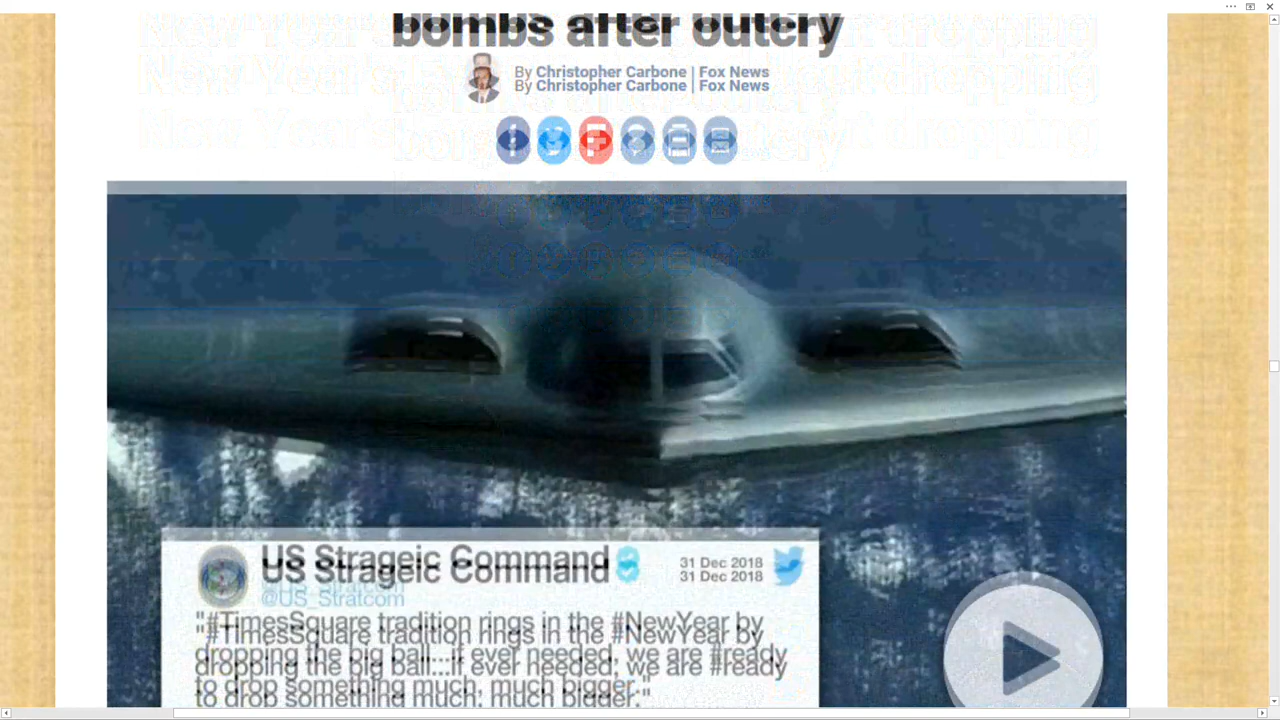 bombs after outcry
By Christopher Carbone | Fox News
US Strageic Command
31 Dec 2018
@US_Stratcom
"#TimesSquare tradition rings in the #NewYear by
dropping the big ball...if ever needed, we are #ready
to drop something much, much bigger."